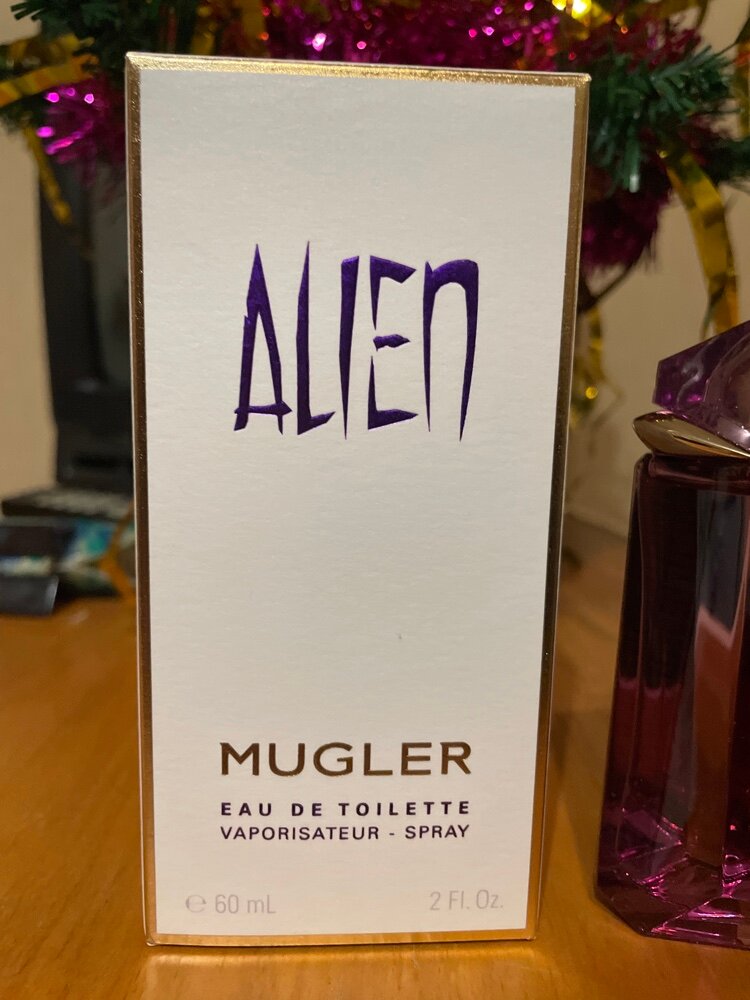 ALIEN
MUGLER
EAU DE TOILETTE
VAPORISATEUR - SPRAY
℮ 60 mL 2 Fl. Oz.